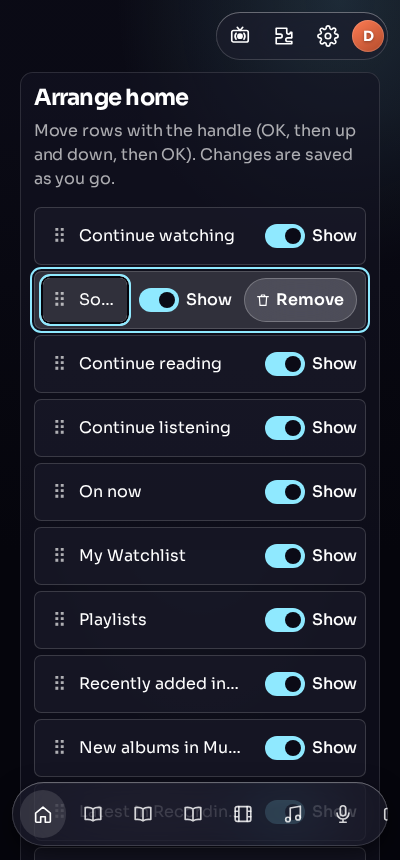 D
Arrange home
Move rows with the handle (OK, then up
and down, then OK). Changes are saved
as you go.
Continue watching Show
So... Show Remove
Continue reading Show
Continue listening Show
On now Show
My Watchlist Show
Playlists Show
Recently added in... Show
New albums in Mu... Show
Latest Recordin... Show